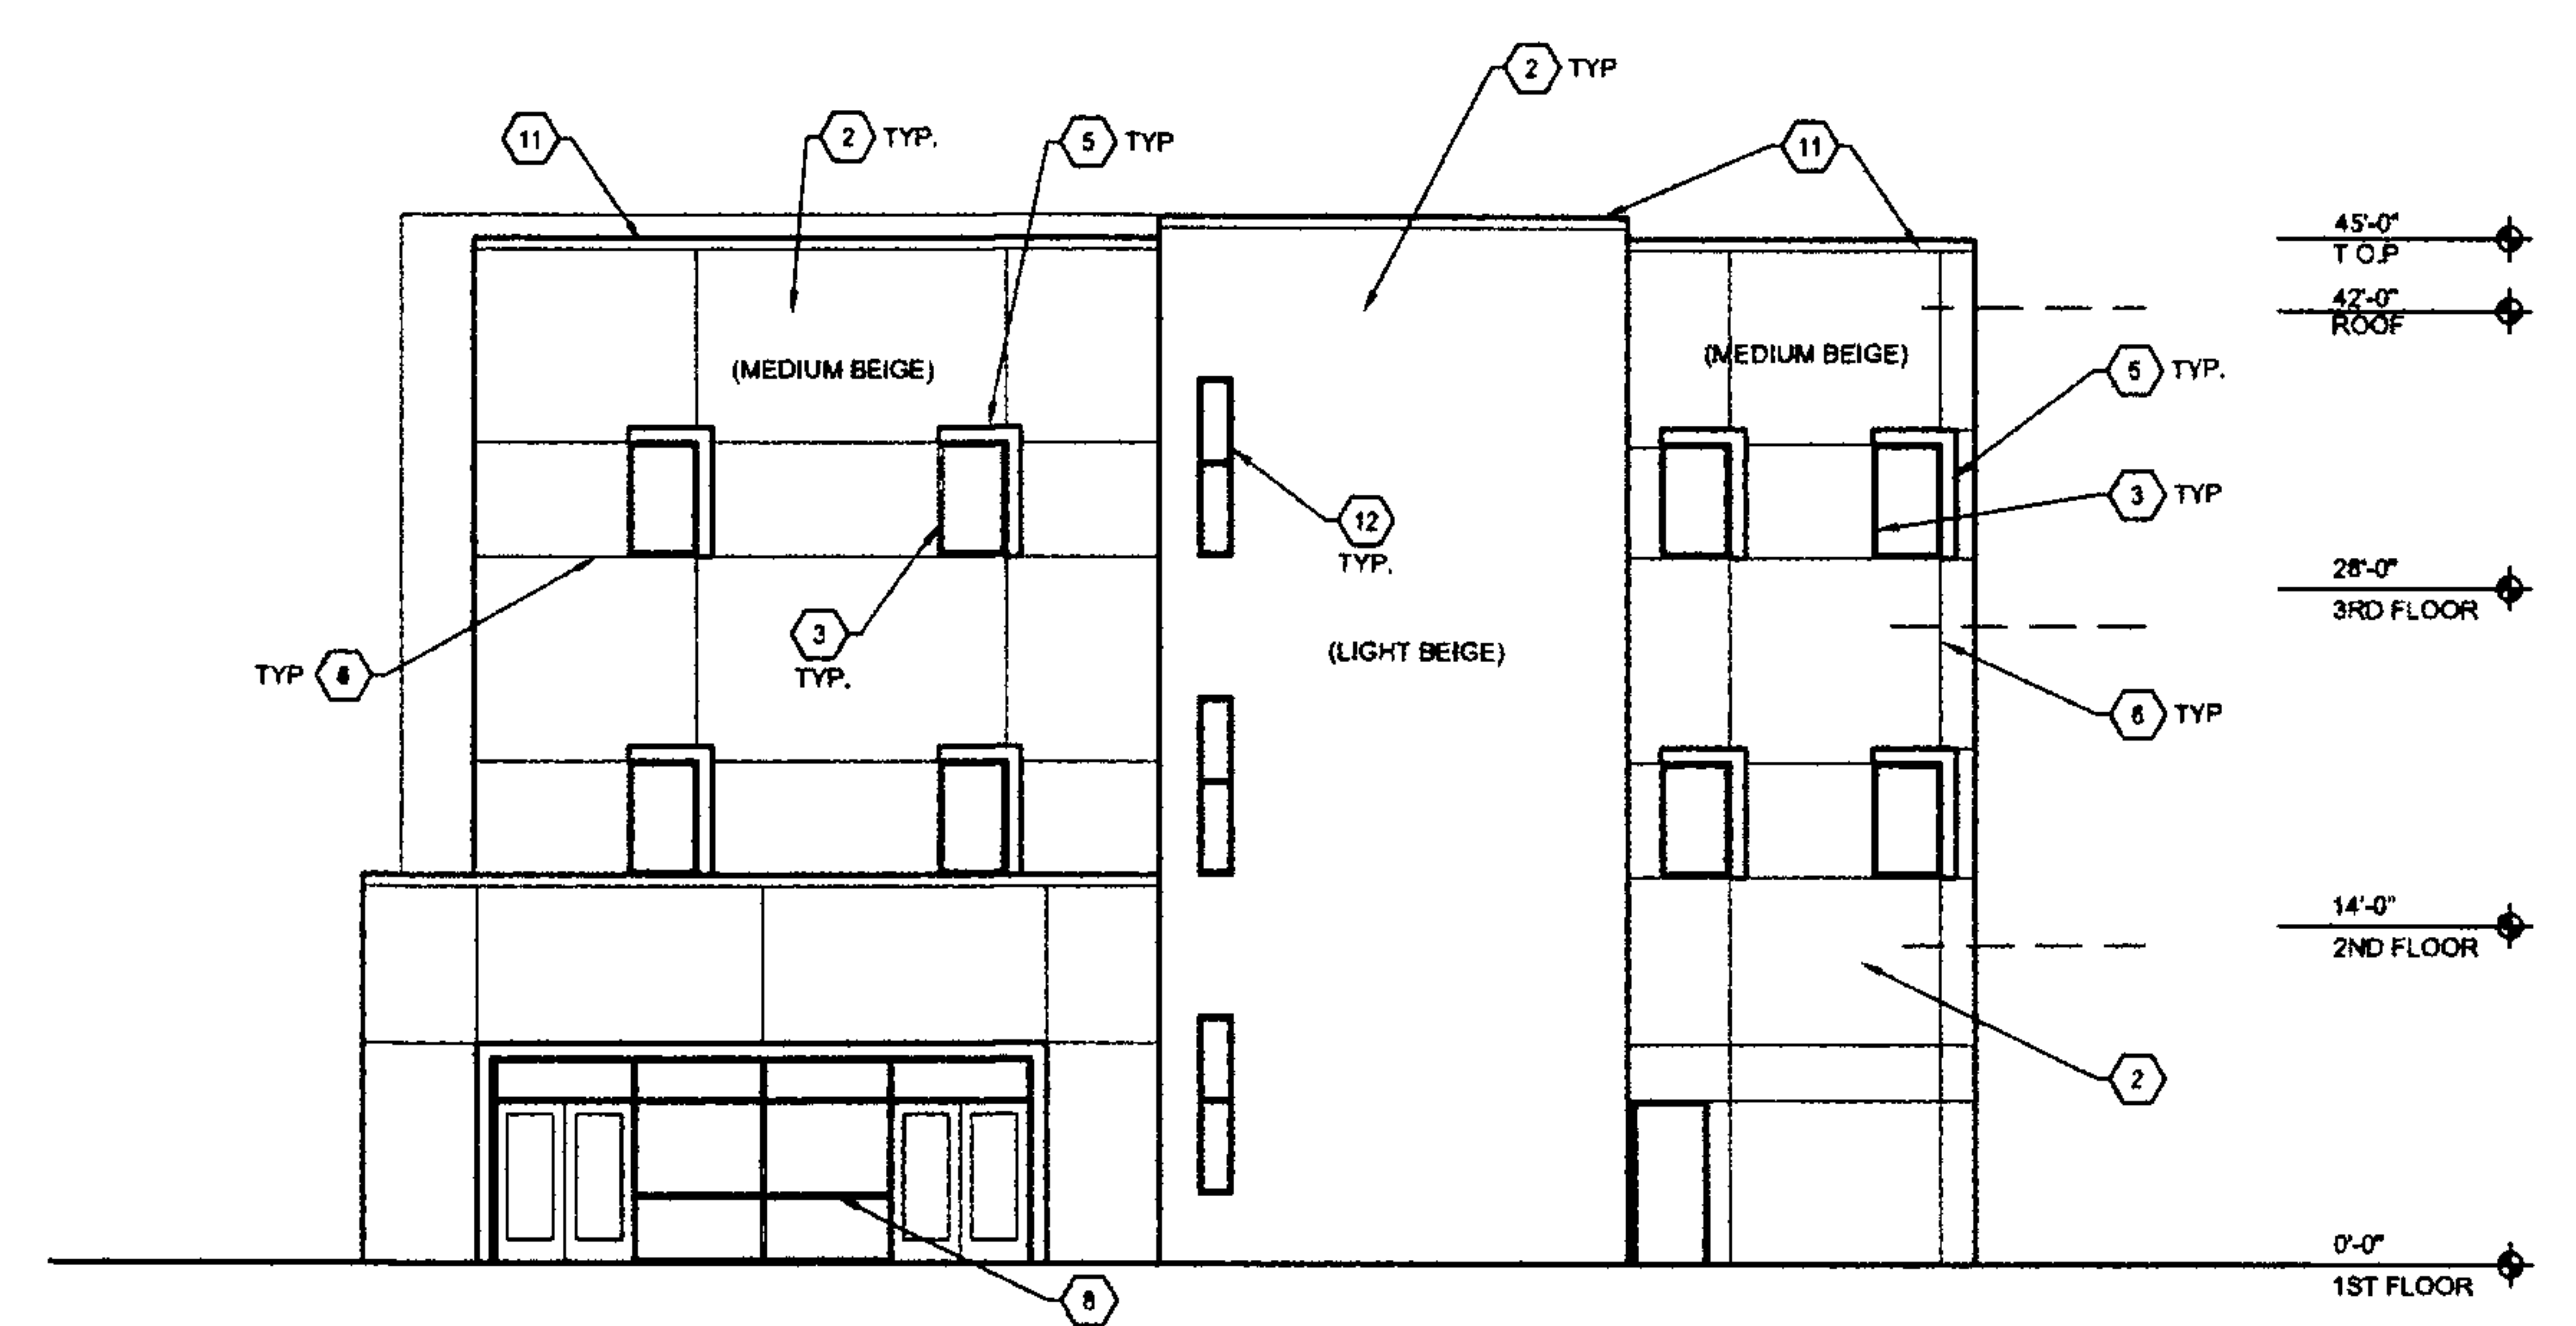 2 TYP
11
2 TYP.
5 TYP
11
45'-0"
T.O.P
42'-0"
ROOF
(MEDIUM BEIGE)
(MEDIUM BEIGE)
5 TYP.
3 TYP
12
TYP.
28'-0"
3RD FLOOR
3
TYP.
(LIGHT BEIGE)
TYP
6 TYP
14'-0"
2ND FLOOR
2
0'-0"
1ST FLOOR
8